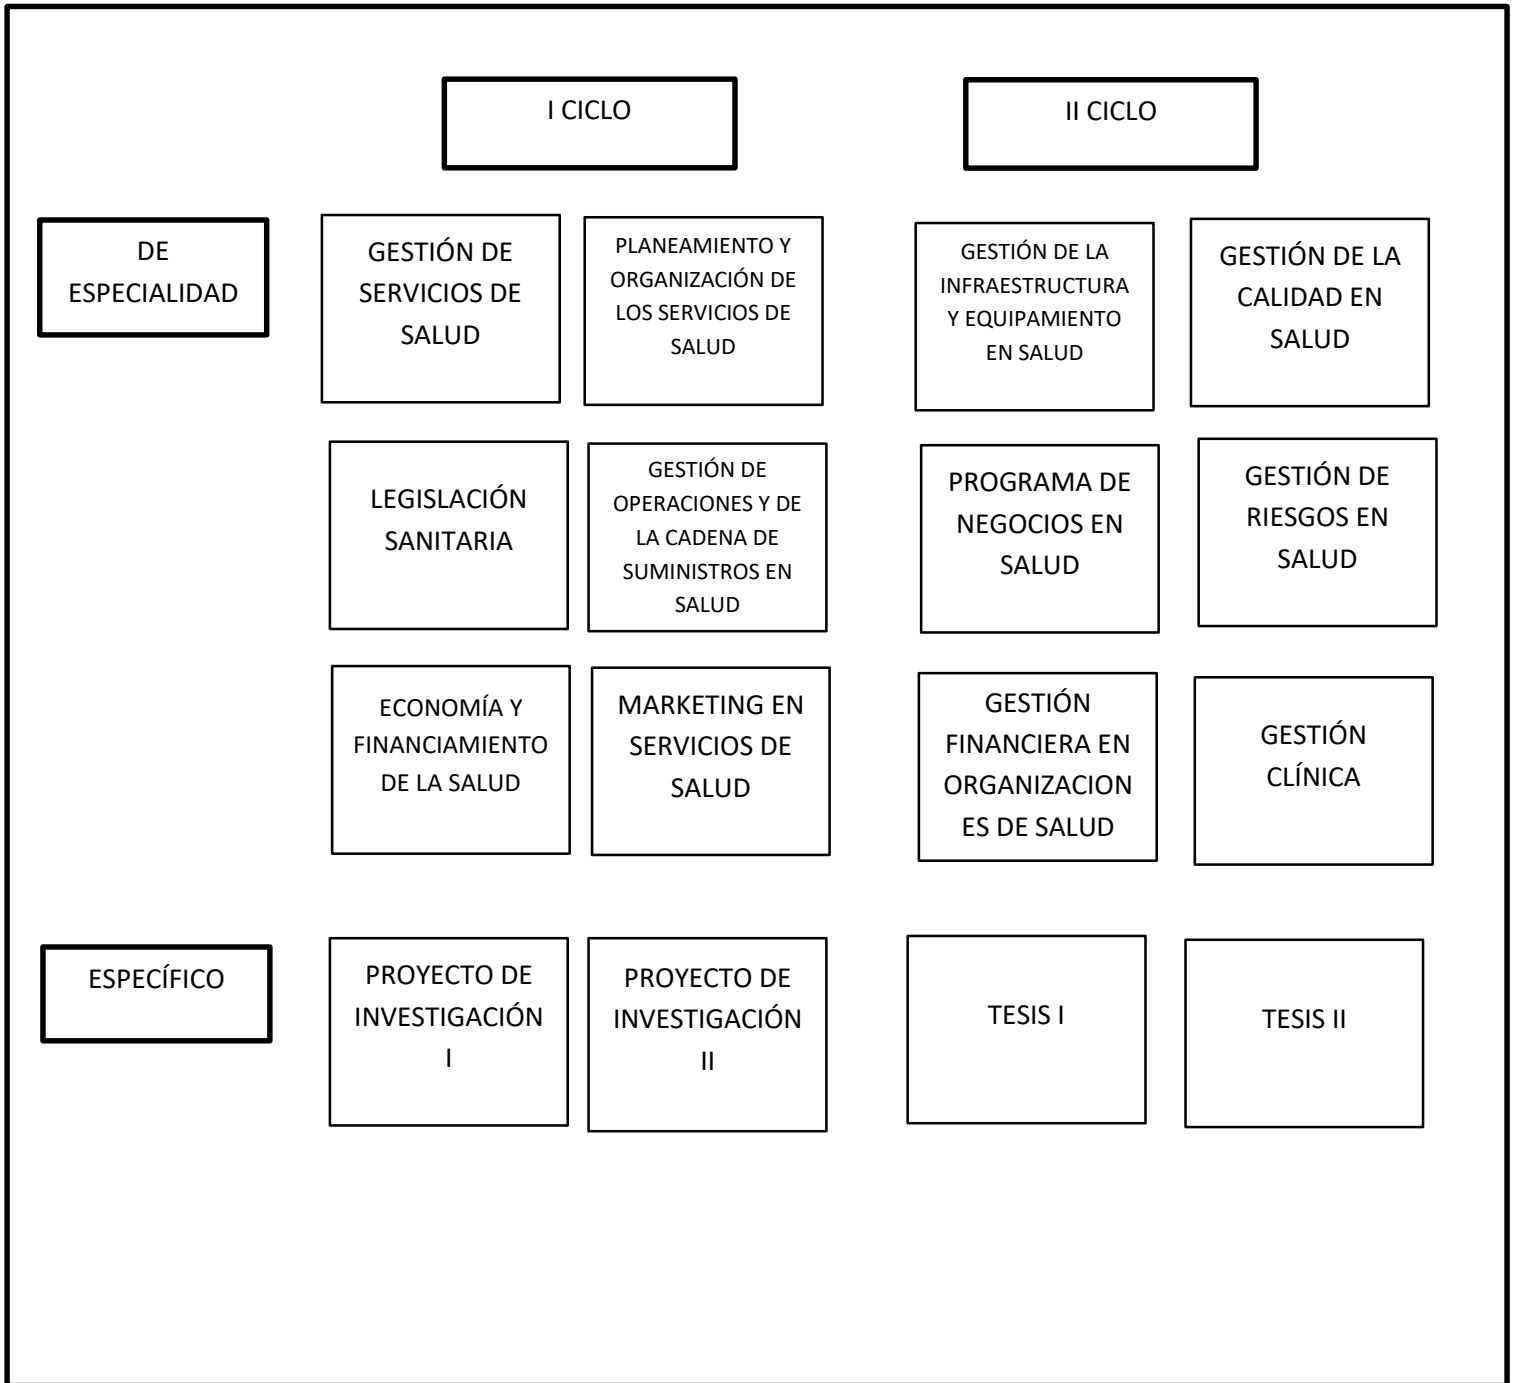 I CICLO
II CICLO
DE
ESPECIALIDAD
GESTIÓN DE
SERVICIOS DE
SALUD
PLANEAMIENTO Y
ORGANIZACIÓN DE
LOS SERVICIOS DE
SALUD
GESTIÓN DE LA
INFRAESTRUCTURA
Y EQUIPAMIENTO
EN SALUD
GESTIÓN DE LA
CALIDAD EN
SALUD
LEGISLACIÓN
SANITARIA
GESTIÓN DE
OPERACIONES Y DE
LA CADENA DE
SUMINISTROS EN
SALUD
PROGRAMA DE
NEGOCIOS EN
SALUD
GESTIÓN DE
RIESGOS EN
SALUD
ECONOMÍA Y
FINANCIAMIENTO
DE LA SALUD
MARKETING EN
SERVICIOS DE
SALUD
GESTIÓN
FINANCIERA EN
ORGANIZACION
ES DE SALUD
GESTIÓN
CLÍNICA
ESPECÍFICO
PROYECTO DE
INVESTIGACIÓN
I
PROYECTO DE
INVESTIGACIÓN
II
TESIS I
TESIS II